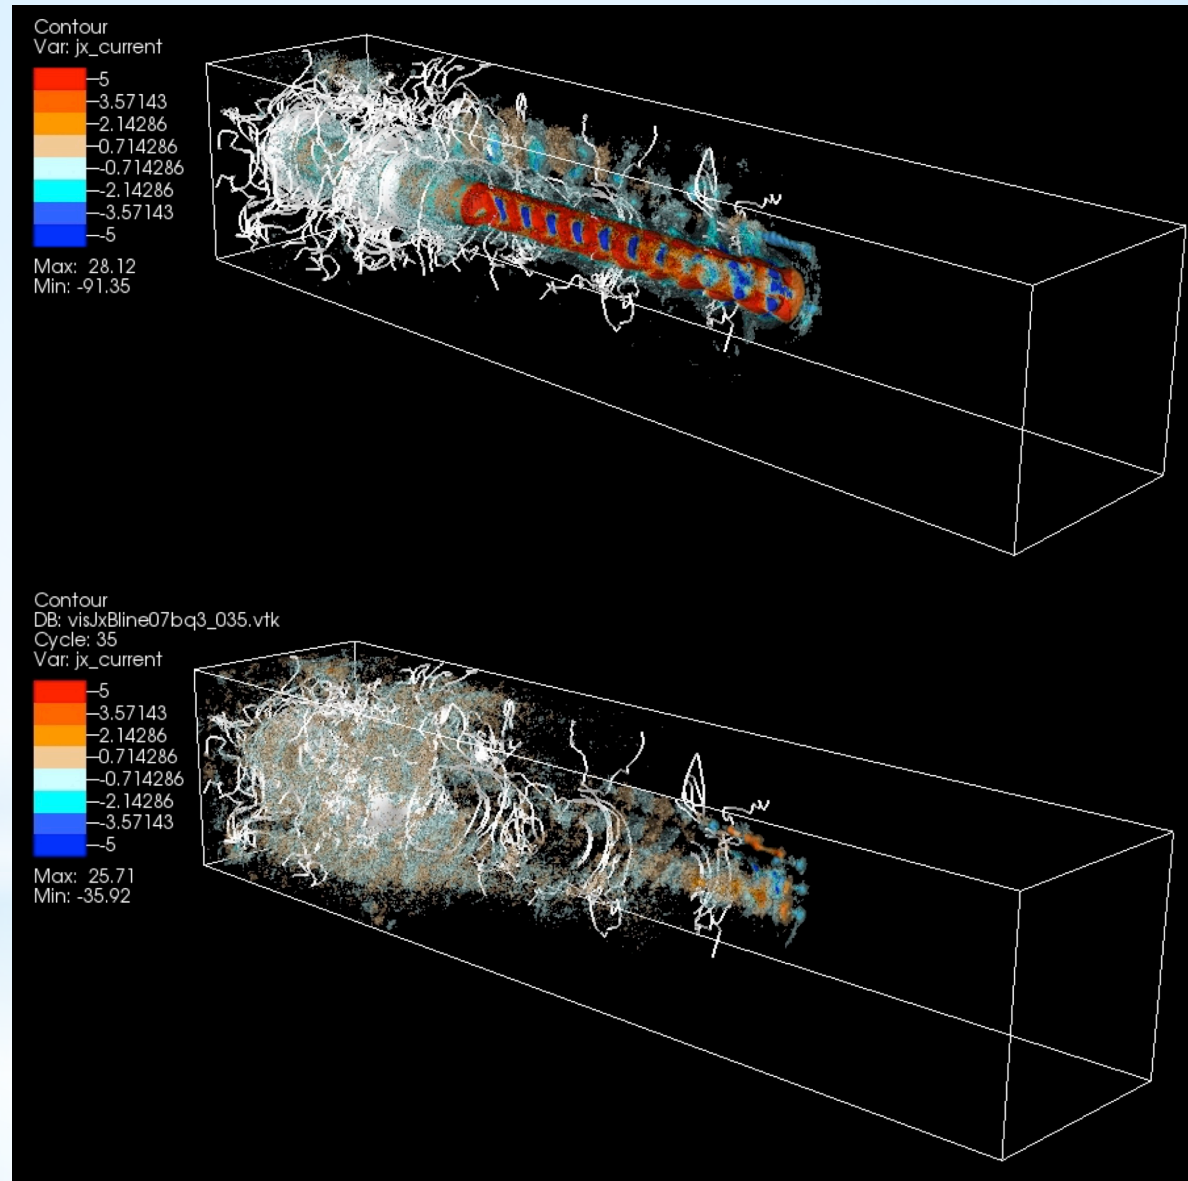 Contour
Var: jx_current
5
3.57143
2.14286
0.714286
-0.714286
-2.14286
-3.57143
-5
Max: 28.12
Min: -91.35
Contour
DB: visJxBline07bq3_035.vtk
Cycle: 35
Var: jx_current
5
3.57143
2.14286
0.714286
-0.714286
-2.14286
-3.57143
-5
Max: 25.71
Min: -35.92